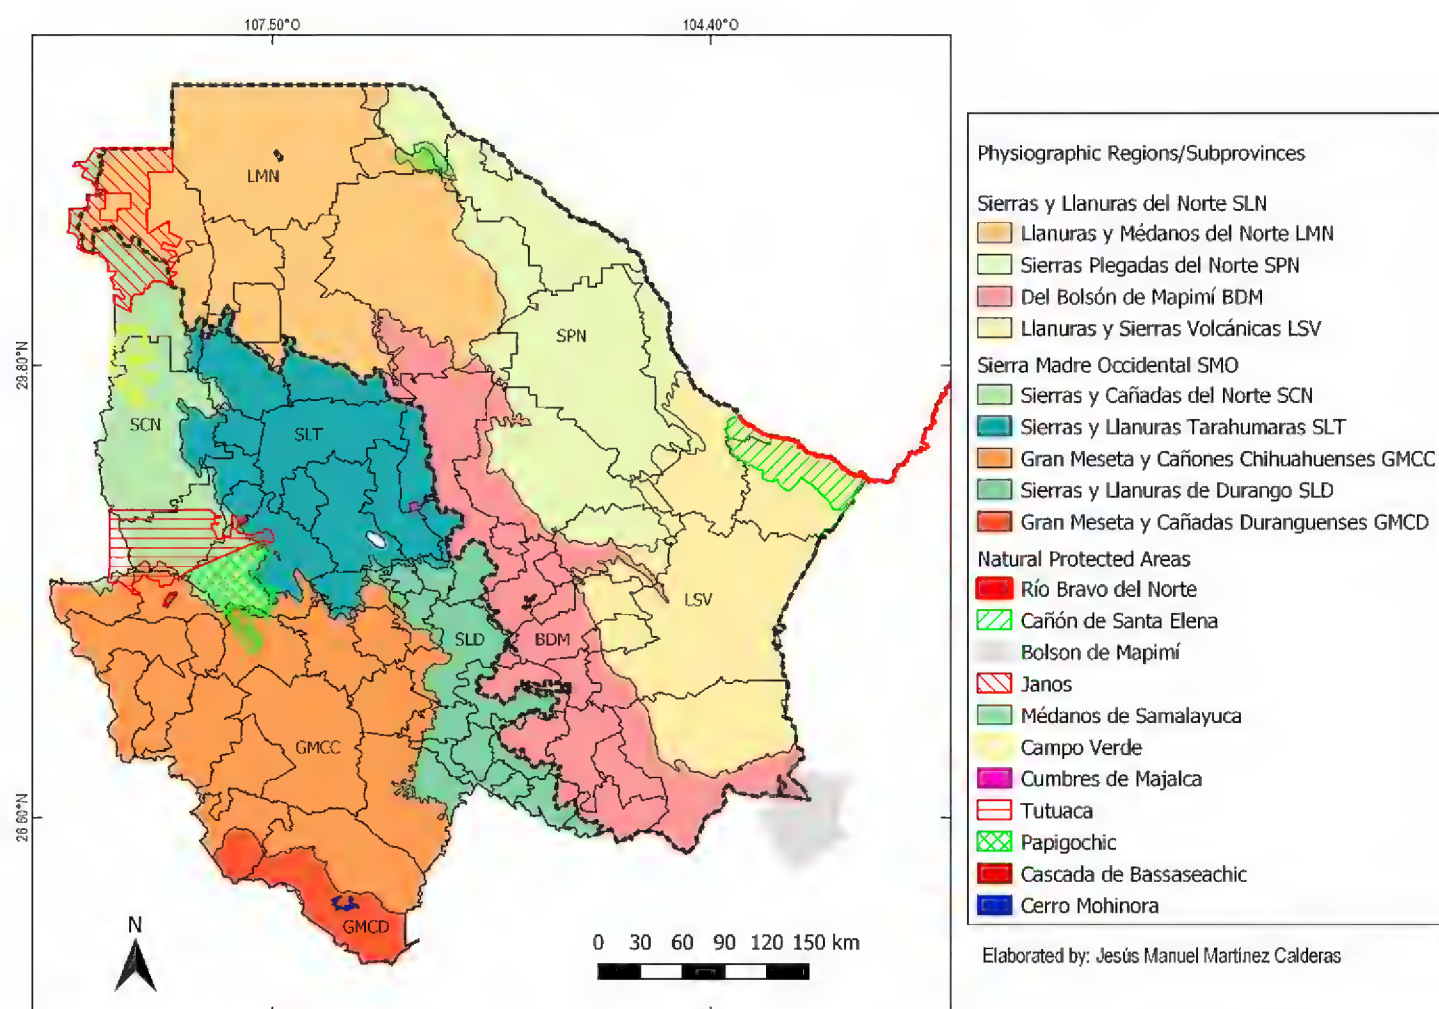 107.50°O
104.40°O
29.80°N
26.60°N
LMN
SPN
SCN
SLT
LSV
SLD
BDM
GMCC
GMCD
N
0 30 60 90 120 150 km
Physiographic Regions/Subprovinces
Sierras y Llanuras del Norte SLN
Llanuras y Médanos del Norte LMN
Sierras Plegadas del Norte SPN
Del Bolsón de Mapimí BDM
Llanuras y Sierras Volcánicas LSV
Sierra Madre Occidental SMO
Sierras y Cañadas del Norte SCN
Sierras y Llanuras Tarahumaras SLT
Gran Meseta y Cañones Chihuahuenses GMCC
Sierras y Llanuras de Durango SLD
Gran Meseta y Cañadas Duranguenses GMCD
Natural Protected Areas
Río Bravo del Norte
Cañón de Santa Elena
Bolson de Mapimí
Janos
Médanos de Samalayuca
Campo Verde
Cumbres de Majalca
Tutuaca
Papigochic
Cascada de Bassaseachic
Cerro Mohinora
Elaborated by: Jesús Manuel Martínez Calderas